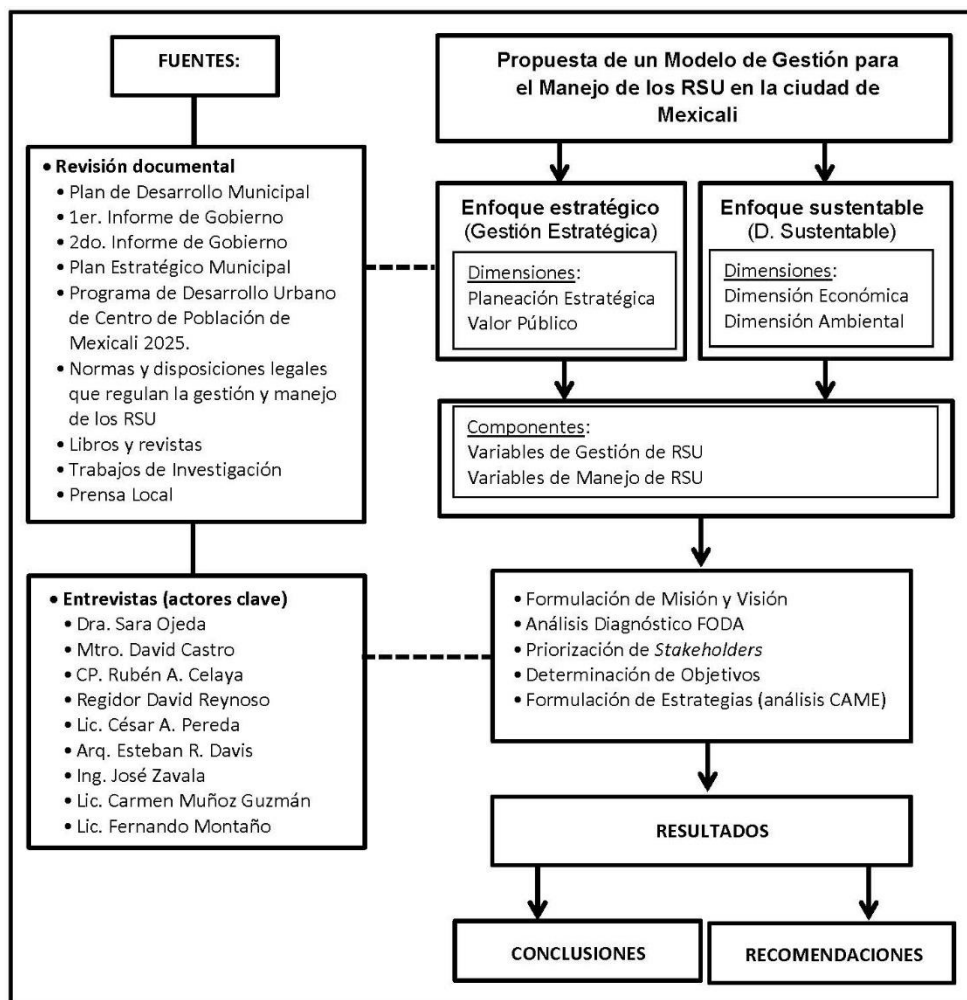 FUENTES:
• Revisión documental
• Plan de Desarrollo Municipal
• 1er. Informe de Gobierno
• 2do. Informe de Gobierno
• Plan Estratégico Municipal
• Programa de Desarrollo Urbano
de Centro de Población de
Mexicali 2025.
• Normas y disposiciones legales
que regulan la gestión y manejo
de los RSU
• Libros y revistas
• Trabajos de Investigación
• Prensa Local
• Entrevistas (actores clave)
• Dra. Sara Ojeda
• Mtro. David Castro
• CP. Rubén A. Celaya
• Regidor David Reynoso
• Lic. César A. Pereda
• Arq. Esteban R. Davis
• Ing. José Zavala
• Lic. Carmen Muñoz Guzmán
• Lic. Fernando Montaño
Propuesta de un Modelo de Gestión para
el Manejo de los RSU en la ciudad de
Mexicali
Enfoque estratégico
(Gestión Estratégica)
Dimensiones:
Planeación Estratégica
Valor Público
Enfoque sustentable
(D. Sustentable)
Dimensiones:
Dimensión Económica
Dimensión Ambiental
Componentes:
Variables de Gestión de RSU
Variables de Manejo de RSU
• Formulación de Misión y Visión
• Análisis Diagnóstico FODA
• Priorización de Stakeholders
• Determinación de Objetivos
• Formulación de Estrategias (análisis CAME)
RESULTADOS
CONCLUSIONES
RECOMENDACIONES